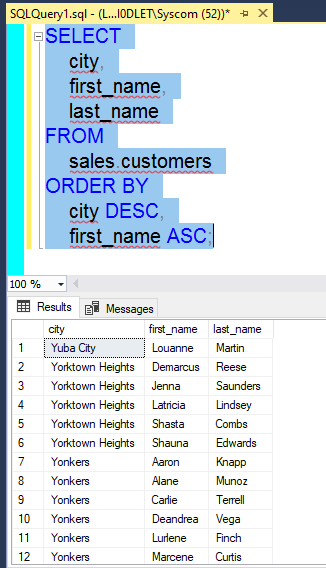 SQLQuery1.sql - (L...I0DLET\Syscom (52))*
SELECT
city,
first_name,
last_name
FROM
sales.customers
ORDER BY
city DESC,
first_name ASC;
100 %
Results Messages
city first_name last_name
1 Yuba City Louanne Martin
2 Yorktown Heights Demarcus Reese
3 Yorktown Heights Jenna Saunders
4 Yorktown Heights Latricia Lindsey
5 Yorktown Heights Shasta Combs
6 Yorktown Heights Shauna Edwards
7 Yonkers Aaron Knapp
8 Yonkers Alane Munoz
9 Yonkers Carlie Terrell
10 Yonkers Deandrea Vega
11 Yonkers Lurlene Finch
12 Yonkers Marcene Curtis